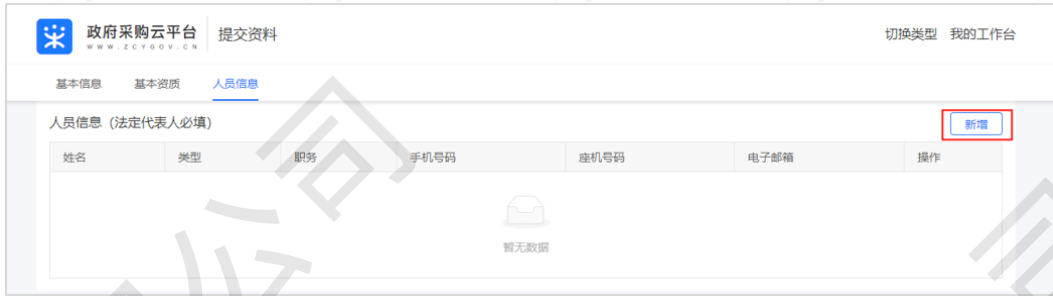 政府采购云平台 提交资料 切换类型 我的工作台
WWW.ZCYGOV.CN
基本信息 基本资质 人员信息
人员信息（法定代表人必填） 新增
姓名 类型 职务 手机号码 座机号码 电子邮箱 操作
暂无数据
公司
司